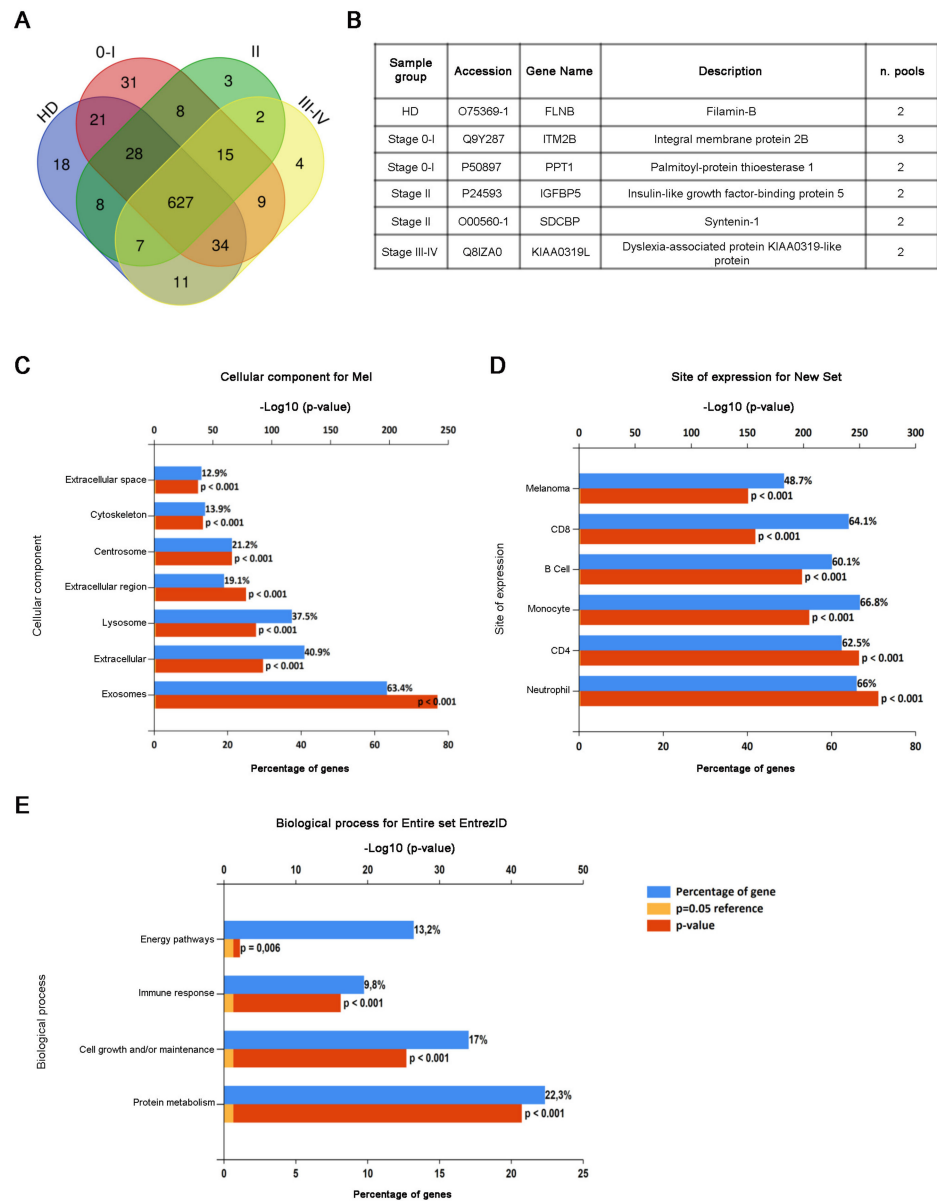 A
B
0-I
II
HD
III-IV
31
3
21
8
2
18
28
15
4
8
627
9
7
34
11
Sample group Accession Gene Name Description n. pools
HD O75369-1 FLNB Filamin-B 2
Stage 0-I Q9Y287 ITM2B Integral membrane protein 2B 3
Stage 0-I P50897 PPT1 Palmitoyl-protein thioesterase 1 2
Stage II P24593 IGFBP5 Insulin-like growth factor-binding protein 5 2
Stage II O00560-1 SDCBP Syntenin-1 2
Stage III-IV Q8IZA0 KIAA0319L Dyslexia-associated protein KIAA0319-like protein 2
C
Cellular component for Mel
-Log10 (p-value)
0 50 100 150 200 250
Cellular component
Extracellular space 12.9%
p < 0.001
Cytoskeleton 13.9%
p < 0.001
Centrosome 21.2%
p < 0.001
Extracellular region 19.1%
p < 0.001
Lysosome 37.5%
p < 0.001
Extracellular 40.9%
p < 0.001
Exosomes 63.4%
p < 0.001
0 20 40 60 80
Percentage of genes
D
Site of expression for New Set
-Log10 (p-value)
0 50 100 150 200 250 300
Site of expression
Melanoma 48.7%
p < 0.001
CD8 64.1%
p < 0.001
B Cell 60.1%
p < 0.001
Monocyte 66.8%
p < 0.001
CD4 62.5%
p < 0.001
Neutrophil 66%
p < 0.001
0 20 40 60 80
Percentage of genes
E
Biological process for Entire set EntrezID
-Log10 (p-value)
0 10 20 30 40 50
Biological process
Energy pathways 13,2%
p = 0,006
Immune response 9,8%
p < 0.001
Cell growth and/or maintenance 17%
p < 0.001
Protein metabolism 22,3%
p < 0.001
0 5 10 15 20 25
Percentage of genes
Percentage of gene
p=0.05 reference
p-value